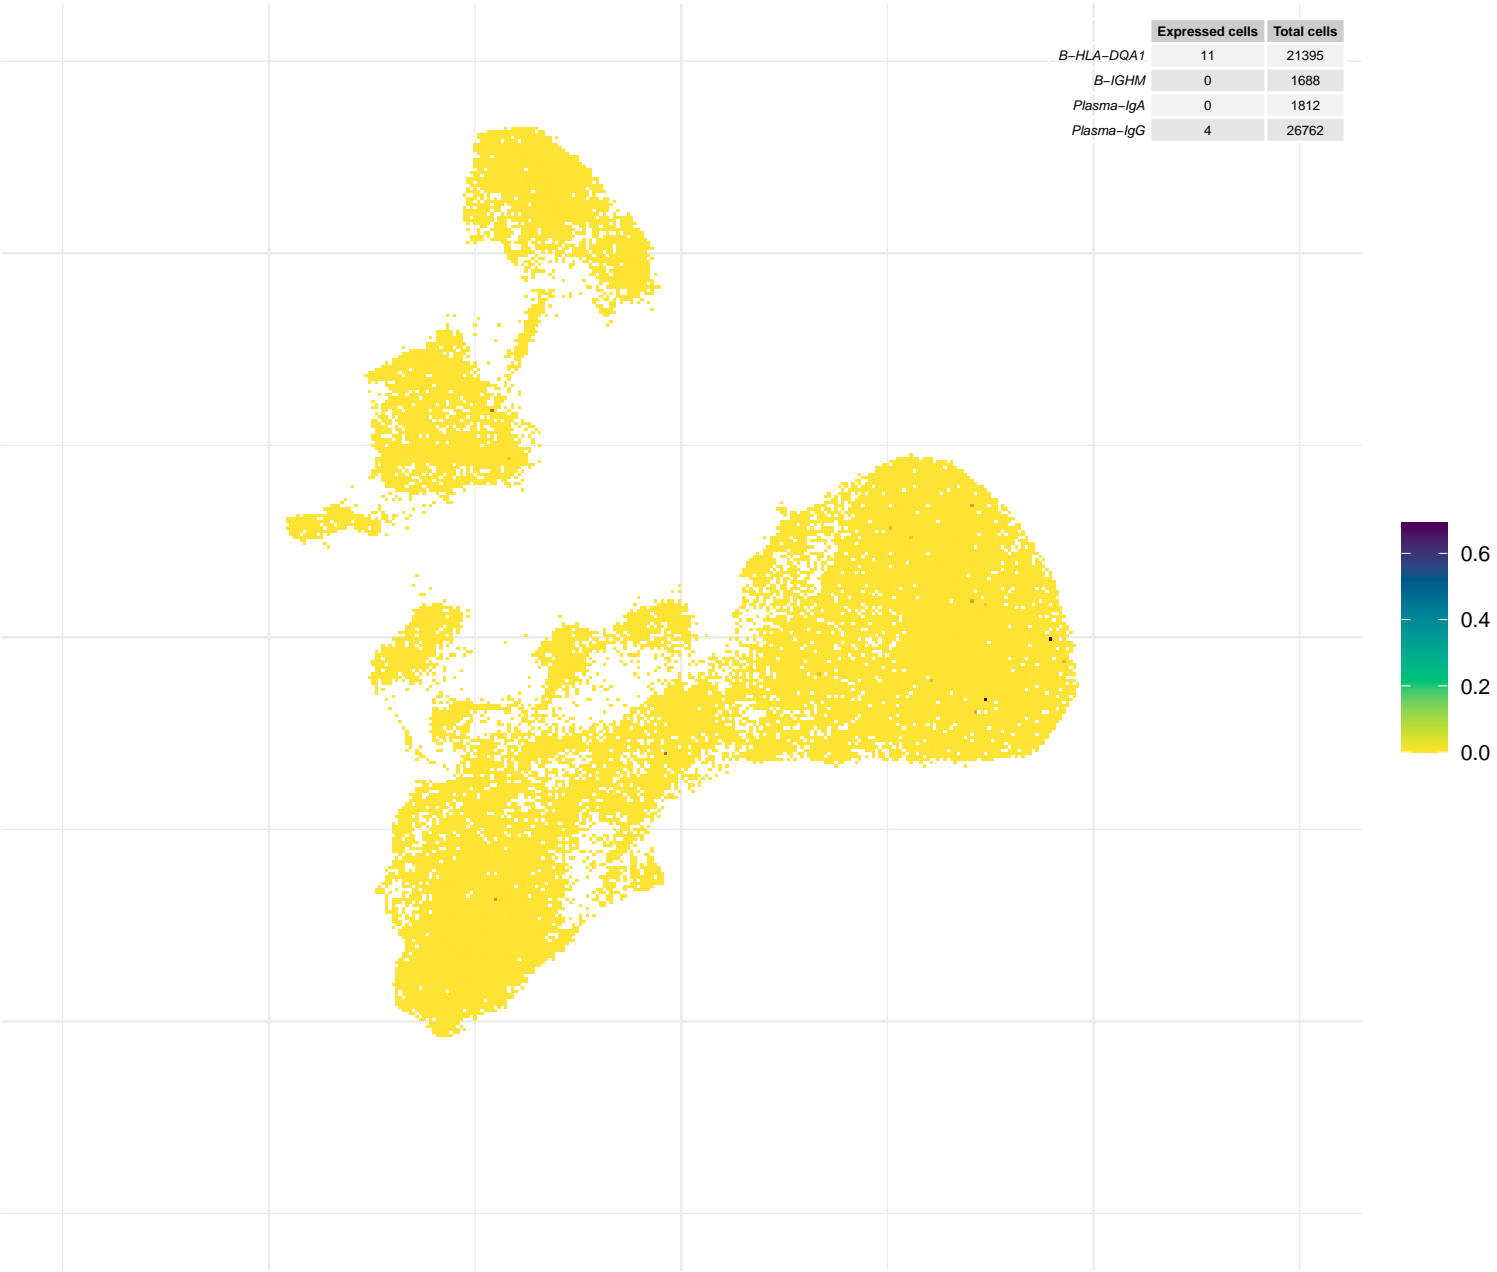 Expressed cells Total cells
B−HLA−DQA1 11 21395
B−IGHM 0 1688
Plasma−IgA 0 1812
Plasma−IgG 4 26762
0.6
0.4
0.2
0.0